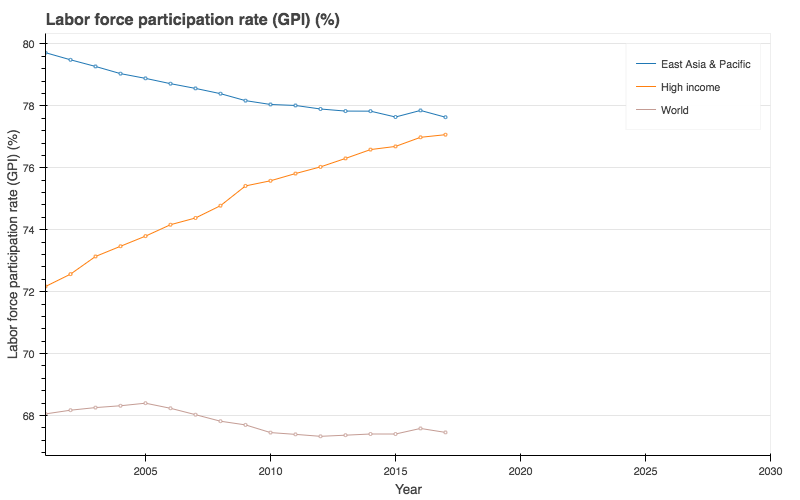 Labor force participation rate (GPI) (%)
East Asia & Pacific
High income
World
Labor force participation rate (GPI) (%)
80
78
76
74
72
70
68
2005
2010
2015
2020
2025
2030
Year